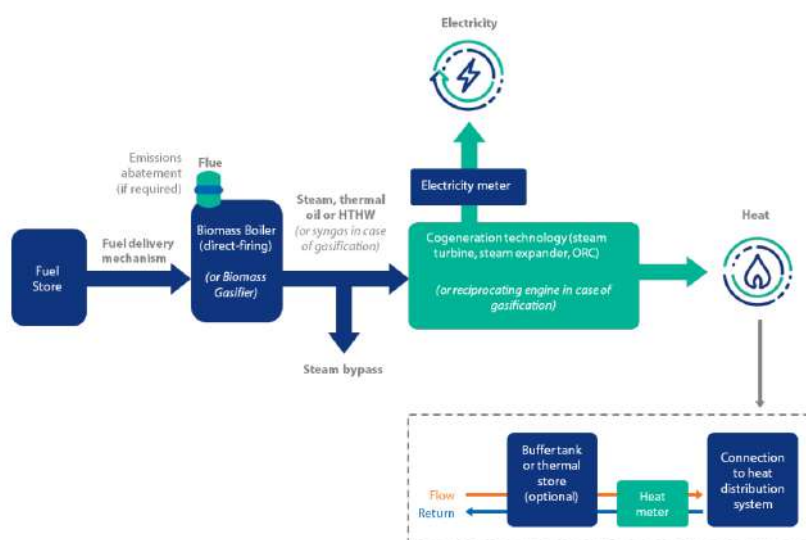 Electricity
Emissions
abatement
(if required)
Flue
Electricity meter
Steam, thermal
oil or HTHW
(or syngas in case
of gasification)
Heat
Fuel delivery
mechanism
Fuel
Store
Biomass Boiler
(direct-firing)
(or Biomass
Gasifier)
Cogeneration technology (steam
turbine, steam expander, ORC)
(or reciprocating engine in case of
gasification)
Steam bypass
Buffer tank
or thermal
store
(optional)
Connection
to heat
distribution
system
Flow
Return
Heat
meter